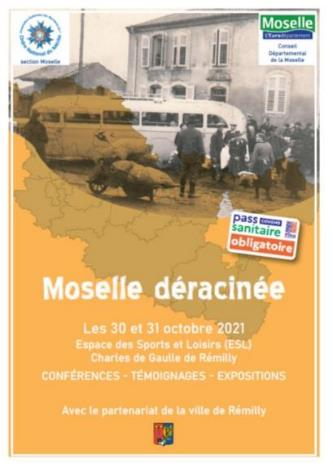 section Moselle
Moselle
l'Eurodépartement
Conseil
Départemental
de la Moselle
pass
sanitaire
obligatoire
Moselle déracinée
Les 30 et 31 octobre 2021
Espace des Sports et Loisirs (ESL)
Charles de Gaulle de Rémilly
CONFÉRENCES - TÉMOIGNAGES - EXPOSITIONS
Avec le partenariat de la ville de Rémilly